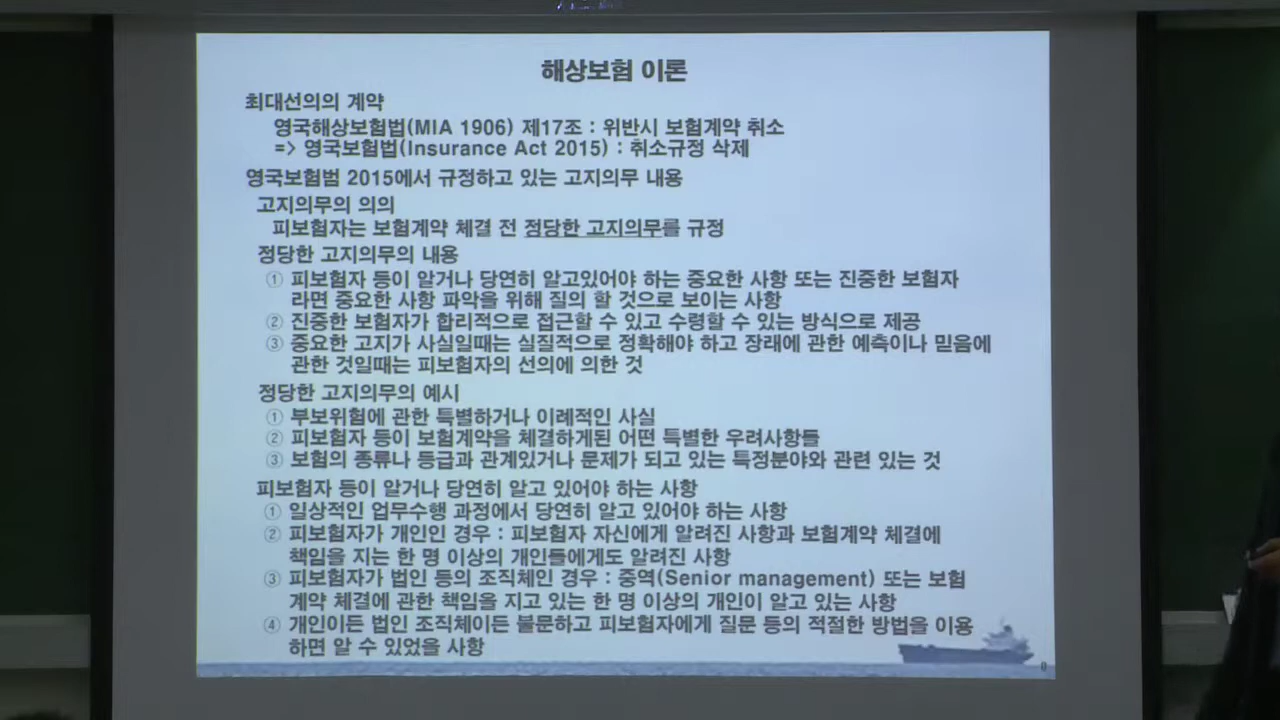 해상보험 이론
최대선의의 계약
영국해상보험법(MIA 1906) 제17조 : 위반시 보험계약 취소
=> 영국보험법(Insurance Act 2015) : 취소규정 삭제
영국보험범 2015에서 규정하고 있는 고지의무 내용
고지의무의 의의
피보험자는 보험계약 체결 전 정당한 고지의무를 규정
정당한 고지의무의 내용
① 피보험자 등이 알거나 당연히 알고있어야 하는 중요한 사항 또는 진중한 보험자
라면 중요한 사항 파악을 위해 질의 할 것으로 보이는 사항
② 진중한 보험자가 합리적으로 접근할 수 있고 수령할 수 있는 방식으로 제공
③ 중요한 고지가 사실일때는 실질적으로 정확해야 하고 장래에 관한 예측이나 믿음에
관한 것일때는 피보험자의 선의에 의한 것
정당한 고지의무의 예시
① 부보위험에 관한 특별하거나 이례적인 사실
② 피보험자 등이 보험계약을 체결하게된 어떤 특별한 우려사항들
③ 보험의 종류나 등급과 관계있거나 문제가 되고 있는 특정분야와 관련 있는 것
피보험자 등이 알거나 당연히 알고 있어야 하는 사항
① 일상적인 업무수행 과정에서 당연히 알고 있어야 하는 사항
② 피보험자가 개인인 경우 : 피보험자 자신에게 알려진 사항과 보험계약 체결에
책임을 지는 한 명 이상의 개인들에게도 알려진 사항
③ 피보험자가 법인 등의 조직체인 경우 : 중역(Senior management) 또는 보험
계약 체결에 관한 책임을 지고 있는 한 명 이상의 개인이 알고 있는 사항
④ 개인이든 법인 조직체이든 불문하고 피보험자에게 질문 등의 적절한 방법을 이용
하면 알 수 있었을 사항